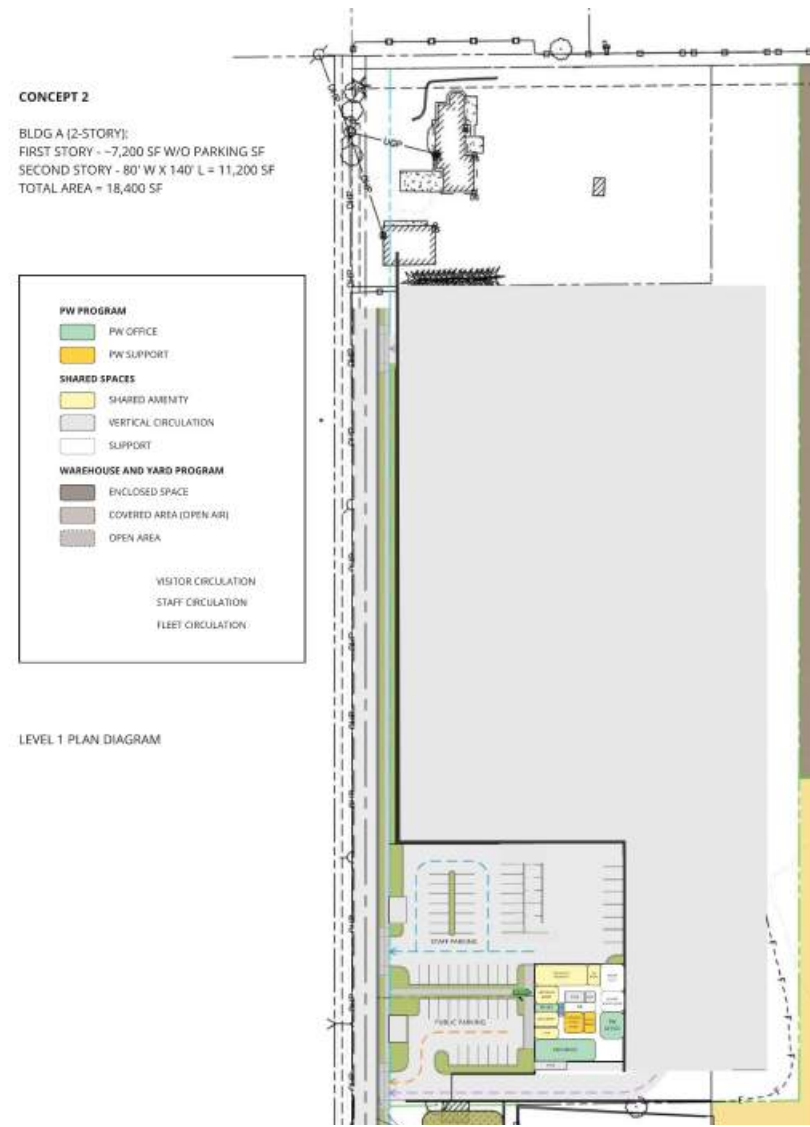 CONCEPT 2
BLDG A (2-STORY):
FIRST STORY - ~7,200 SF W/O PARKING SF
SECOND STORY - 80' W X 140' L = 11,200 SF
TOTAL AREA = 18,400 SF
PW PROGRAM
PW OFFICE
PW SUPPORT
SHARED SPACES
SHARED AMENITY
VERTICAL CIRCULATION
SUPPORT
WAREHOUSE AND YARD PROGRAM
ENCLOSED SPACE
COVERED AREA (OPEN AIR)
OPEN AREA
VISITOR CIRCULATION
STAFF CIRCULATION
FLEET CIRCULATION
LEVEL 1 PLAN DIAGRAM
UGP
STAFF PARKING
PUBLIC PARKING